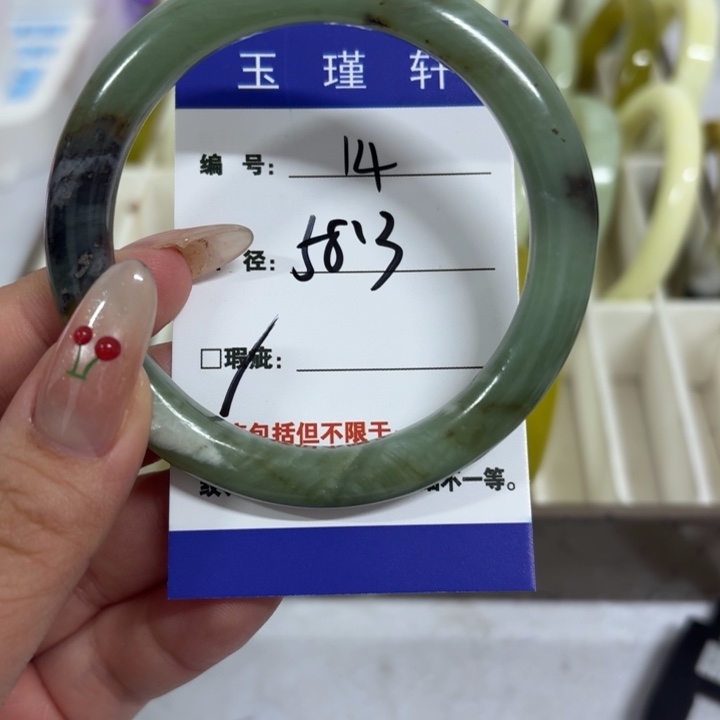 玉瑾轩
编号：14
径：58.3
□瑕疵：
包括但不限于
不一等。